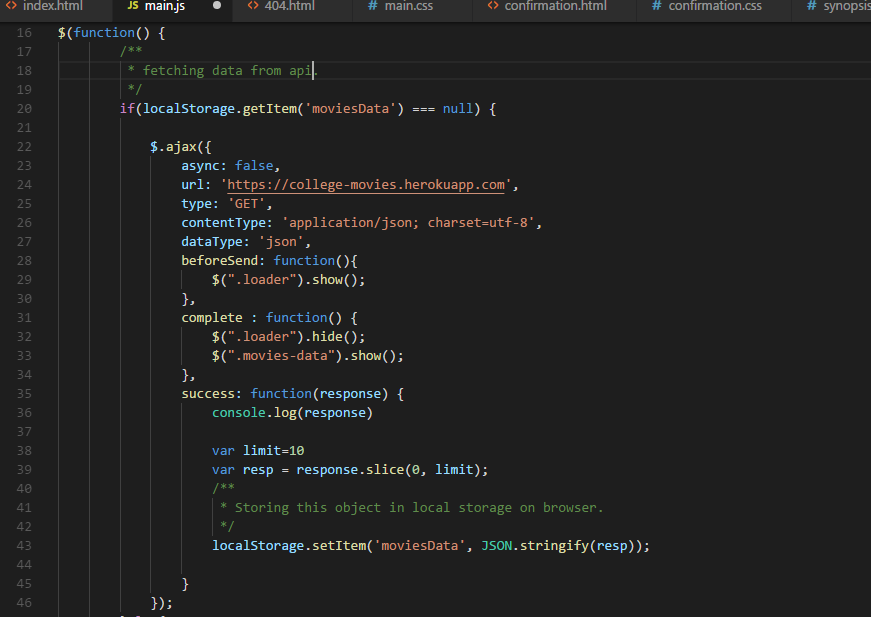 <> index.html JS main.js ● <> 404.html # main.css <> confirmation.html # confirmation.css # synopsis
16 $(function() {
17 /**
18 * fetching data from api.
19 */
20 if(localStorage.getItem('moviesData') === null) {
21
22 $.ajax({
23 async: false,
24 url: 'https://college-movies.herokuapp.com',
25 type: 'GET',
26 contentType: 'application/json; charset=utf-8',
27 dataType: 'json',
28 beforeSend: function(){
29 $(".loader").show();
30 },
31 complete : function() {
32 $(".loader").hide();
33 $(".movies-data").show();
34 },
35 success: function(response) {
36 console.log(response)
37
38 var limit=10
39 var resp = response.slice(0, limit);
40 /**
41 * Storing this object in local storage on browser.
42 */
43 localStorage.setItem('moviesData', JSON.stringify(resp));
44
45 }
46 });